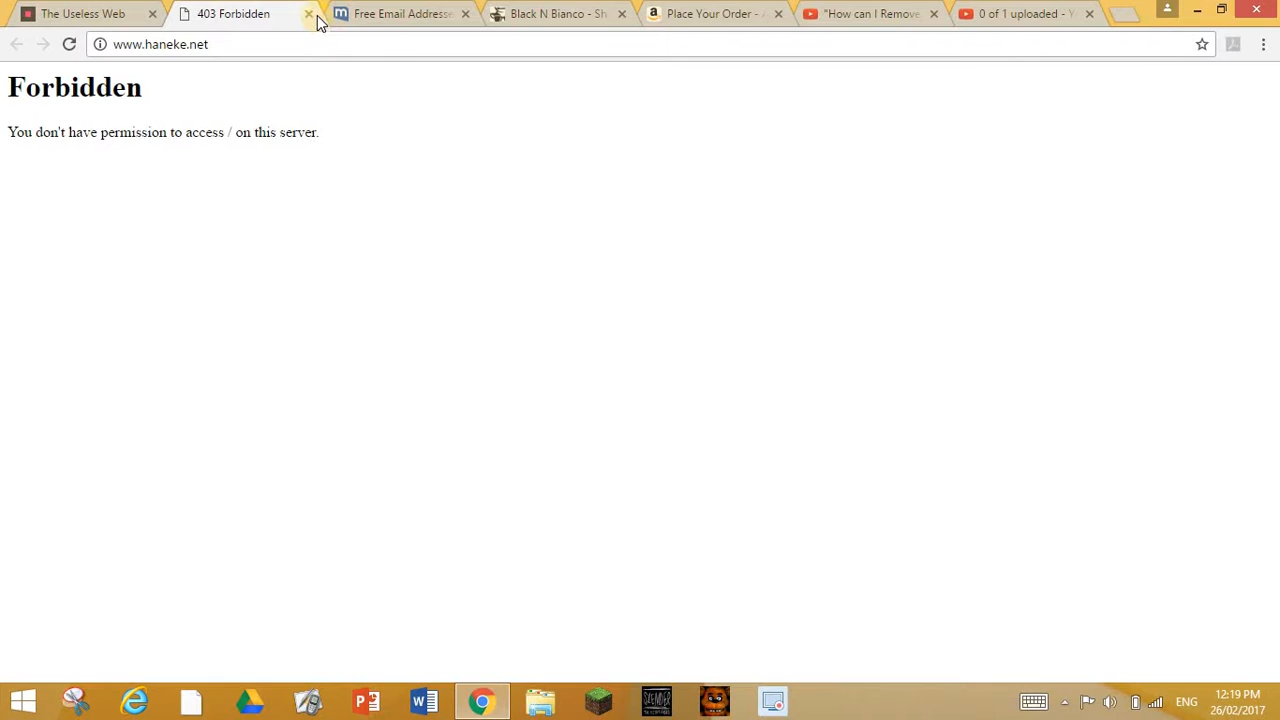 The Useless Web
403 Forbidden
Free Email Addresse
Black N Bianco - Sh
Place Your Order - A
"How can I Remove
0 of 1 uploaded - Y
www.haneke.net
Forbidden
You don't have permission to access / on this server.
SLENDER
ENG
12:19 PM
26/02/2017